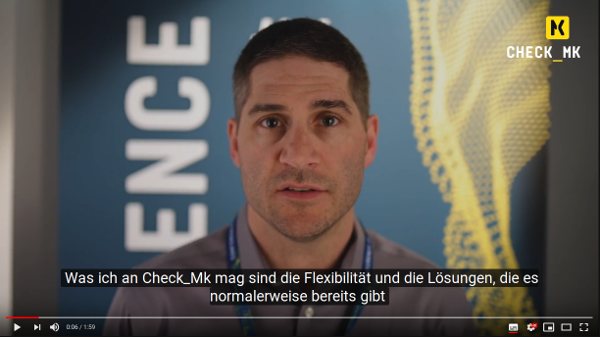 ENCE
CHECK_MK
Was ich an Check_Mk mag sind die Flexibilität und die Lösungen, die es
normalerweise bereits gibt
0:06 / 1:59